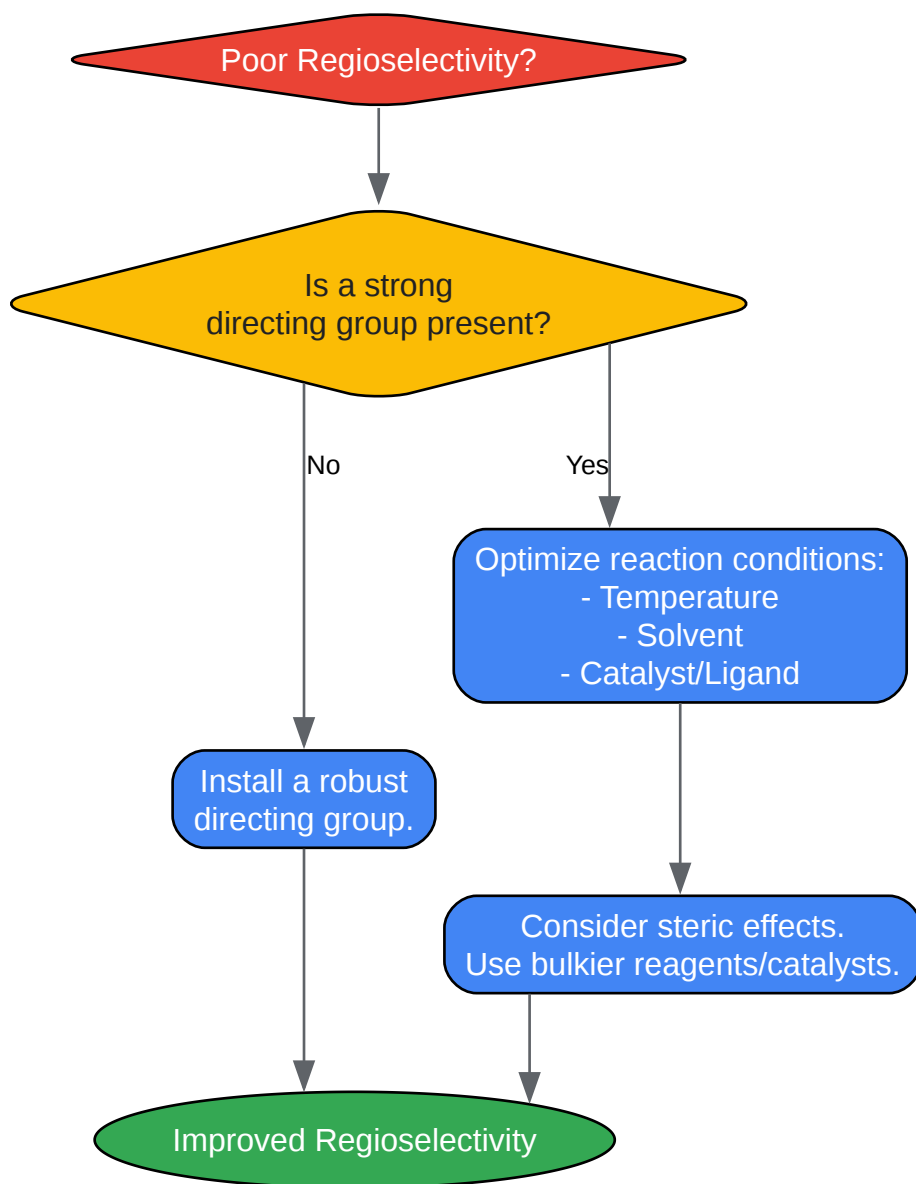 Poor Regioselectivity?
Is a strong
directing group present?
No
Yes
Optimize reaction conditions:
- Temperature
- Solvent
- Catalyst/Ligand
Install a robust
directing group.
Consider steric effects.
Use bulkier reagents/catalysts.
Improved Regioselectivity